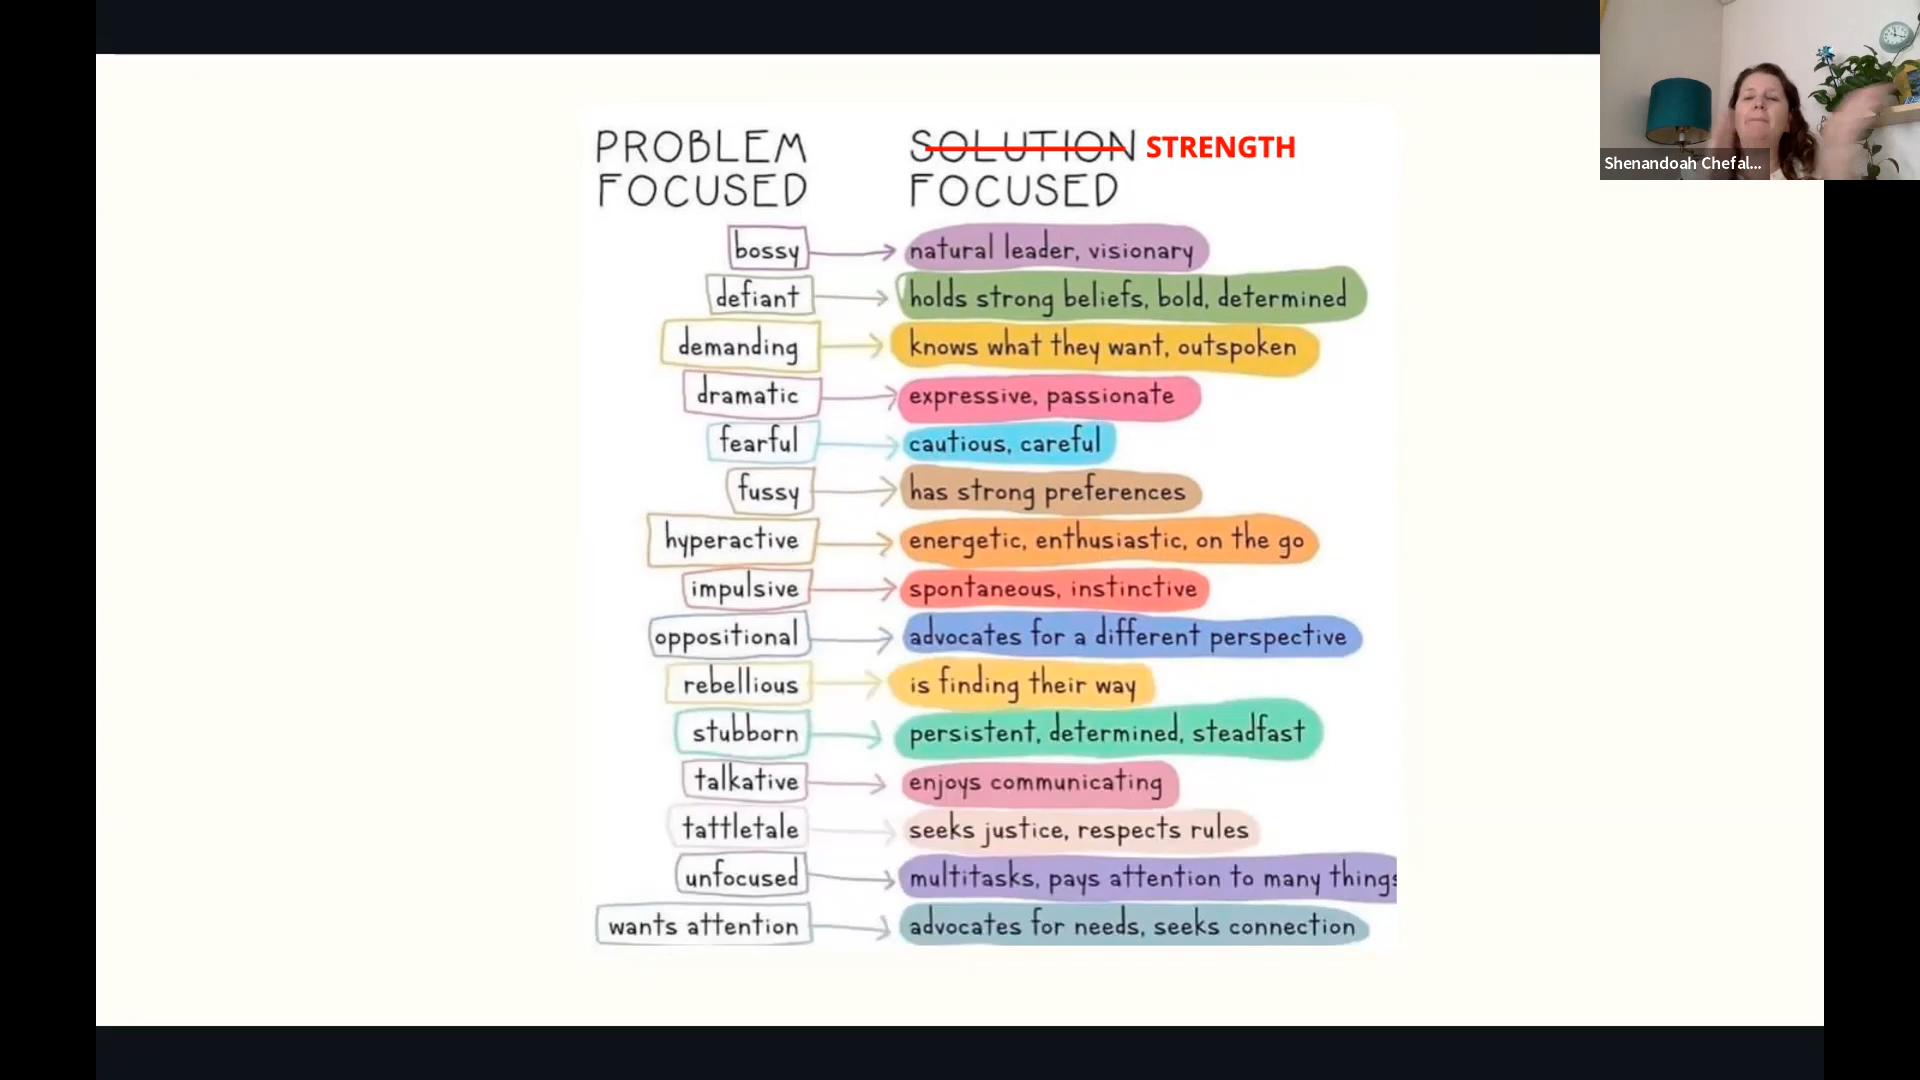 PROBLEM FOCUSED
SOLUTION STRENGTH FOCUSED
bossy natural leader, visionary
defiant holds strong beliefs, bold, determined
demanding knows what they want, outspoken
dramatic expressive, passionate
fearful cautious, careful
fussy has strong preferences
hyperactive energetic, enthusiastic, on the go
impulsive spontaneous, instinctive
oppositional advocates for a different perspective
rebellious is finding their way
stubborn persistent, determined, steadfast
talkative enjoys communicating
tattletale seeks justice, respects rules
unfocused multitasks, pays attention to many things
wants attention advocates for needs, seeks connection
Shenandoah Chefal...